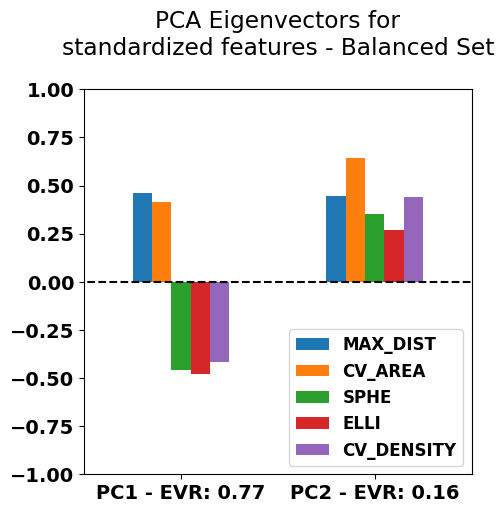 PCA Eigenvectors for
standardized features - Balanced Set
1.00
0.75
0.50
0.25
0.00
−0.25
−0.50
−0.75
−1.00
MAX_DIST
CV_AREA
SPHE
ELLI
CV_DENSITY
PC1 - EVR: 0.77
PC2 - EVR: 0.16